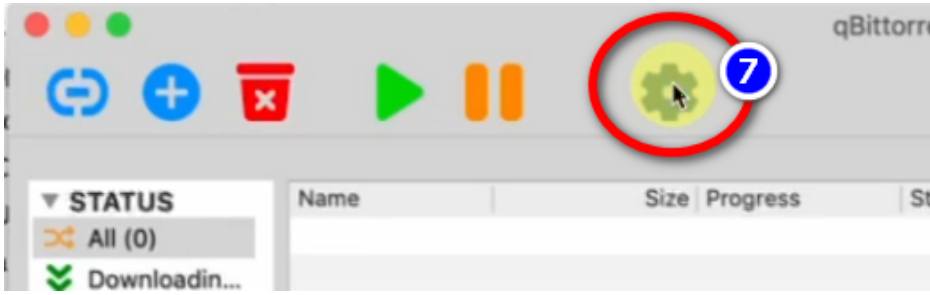 qBittorre
7
STATUS
Name Size Progress St
All (0)
Downloadin...